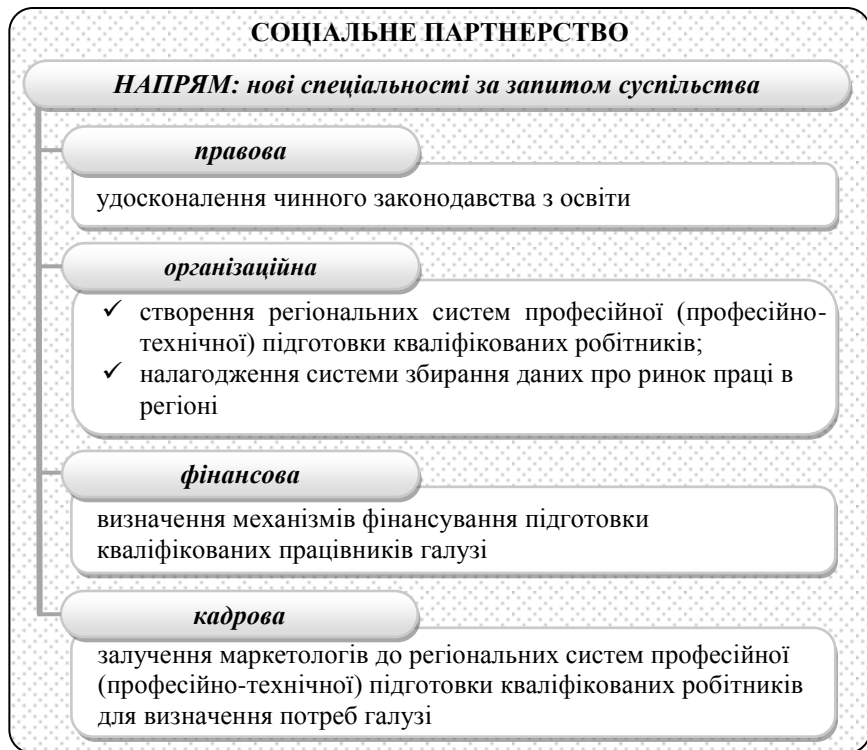 СОЦІАЛЬНЕ ПАРТНЕРСТВО
НАПРЯМ: нові спеціальності за запитом суспільства
правова
удосконалення чинного законодавства з освіти
організаційна
✓ створення регіональних систем професійної (професійно-
технічної) підготовки кваліфікованих робітників;
✓ налагодження системи збирання даних про ринок праці в
регіоні
фінансова
визначення механізмів фінансування підготовки
кваліфікованих працівників галузі
кадрова
залучення маркетологів до регіональних систем професійної
(професійно-технічної) підготовки кваліфікованих робітників
для визначення потреб галузі